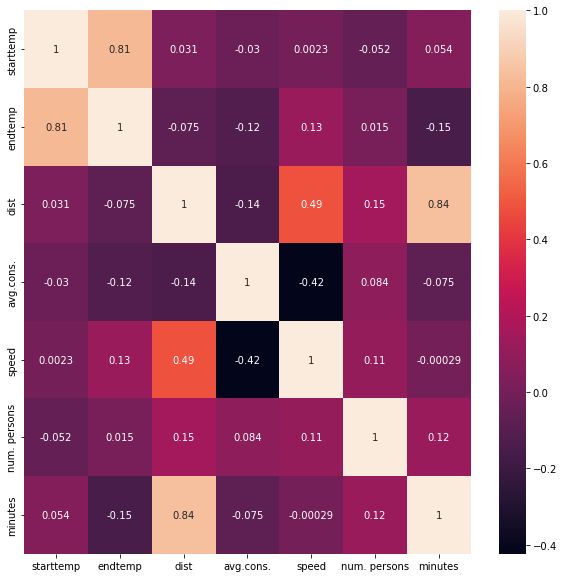 starttemp 1 0.81 0.031 -0.03 0.0023 -0.052 0.054
endtemp 0.81 1 -0.075 -0.12 0.13 0.015 -0.15
dist 0.031 -0.075 1 -0.14 0.49 0.15 0.84
avg.cons. -0.03 -0.12 -0.14 1 -0.42 0.084 -0.075
speed 0.0023 0.13 0.49 -0.42 1 0.11 -0.00029
num. persons -0.052 0.015 0.15 0.084 0.11 1 0.12
minutes 0.054 -0.15 0.84 -0.075 -0.00029 0.12 1
starttemp endtemp dist avg.cons. speed num. persons minutes
1.0
0.8
0.6
0.4
0.2
0.0
−0.2
−0.4